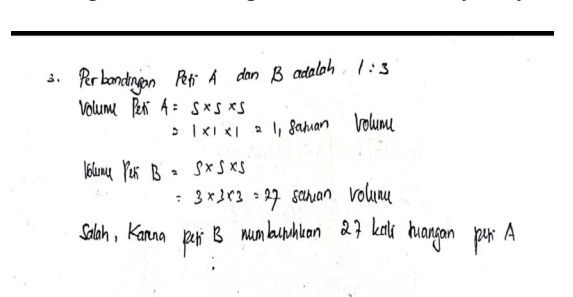 3. Perbandingan Peti A dan B adalah 1 : 3
Volume Peti A = S x S x S
= 1 x 1 x 1 = 1, satuan Volume
Volume Peti B = S x S x S
= 3 x 3 x 3 = 27 satuan volume
Salah, Karena peti B membutuhkan 27 kali tuangan peti A